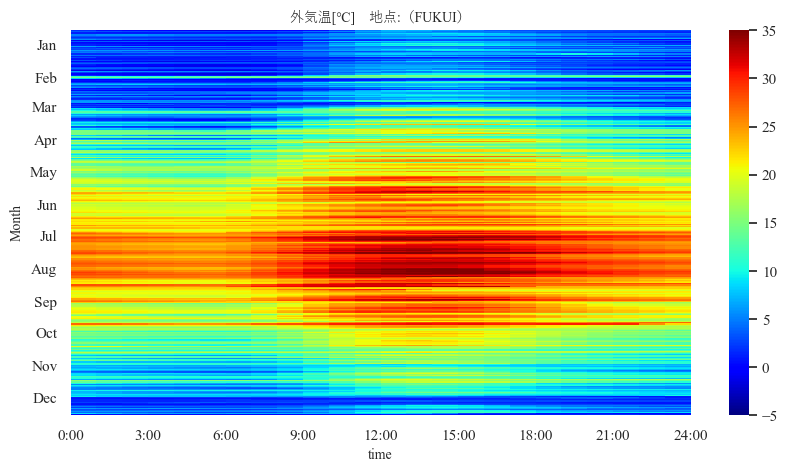 外気温[℃]　地点:（FUKUI）
Month
Jan
Feb
Mar
Apr
May
Jun
Jul
Aug
Sep
Oct
Nov
Dec
0:00 3:00 6:00 9:00 12:00 15:00 18:00 21:00 24:00
time
35
30
25
20
15
10
5
0
−5